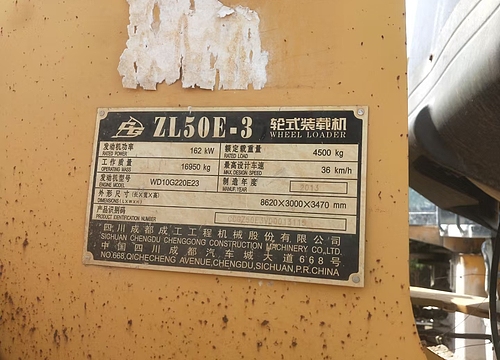 ZL50E-3 轮式装载机
WHEEL LOADER
发动机功率 162 kW 额定载重量 4500 kg
RATED POWER RATED LOAD
工作质量 16950 kg 最高设计车速 36 km/h
OPERATING MASS MAX.DESIGN SPEED
发动机型号 WD10G220E23 制造年度 2013
ENGINE MODEL
外形尺寸(长×宽×高) 8620×3000×3470 mm
DIMENSIONS(L×W×H)
产品识别码
PRODUCT IDENTIFICATION NUMBER
四川成都成工工程机械股份有限公司
SICHUAN CHENGDU CHENGGONG CONSTRUCTION MACHINERY CO.,LTD.
中国四川成都汽车城大道668号
NO.668,QICHECHENG AVENUE,CHENGDU,SICHUAN.P.R.CHINA